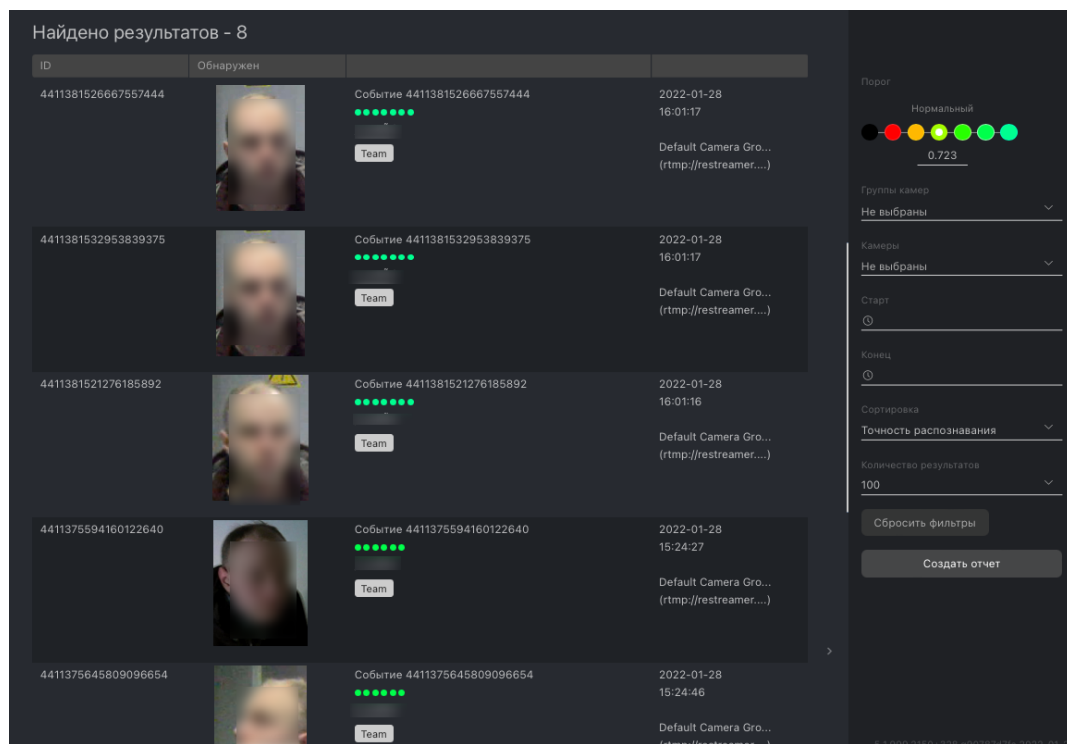 Найдено результатов - 8
ID Обнаружен
4411381526667557444 Событие 4411381526667557444 2022-01-28
16:01:17
Team Default Camera Gro...
(rtmp://restreamer....)
4411381532953839375 Событие 4411381532953839375 2022-01-28
16:01:17
Team Default Camera Gro...
(rtmp://restreamer....)
4411381521276185892 Событие 4411381521276185892 2022-01-28
16:01:16
Team Default Camera Gro...
(rtmp://restreamer....)
4411375594160122640 Событие 4411375594160122640 2022-01-28
15:24:27
Team Default Camera Gro...
(rtmp://restreamer....)
4411375645809096654 Событие 4411375645809096654 2022-01-28
15:24:46
Team Default Camera Gro...
Порог
Нормальный
0.723
Группы камер
Не выбраны
Камеры
Не выбраны
Старт
Конец
Сортировка
Точность распознавания
Количество результатов
100
Сбросить фильтры
Создать отчет